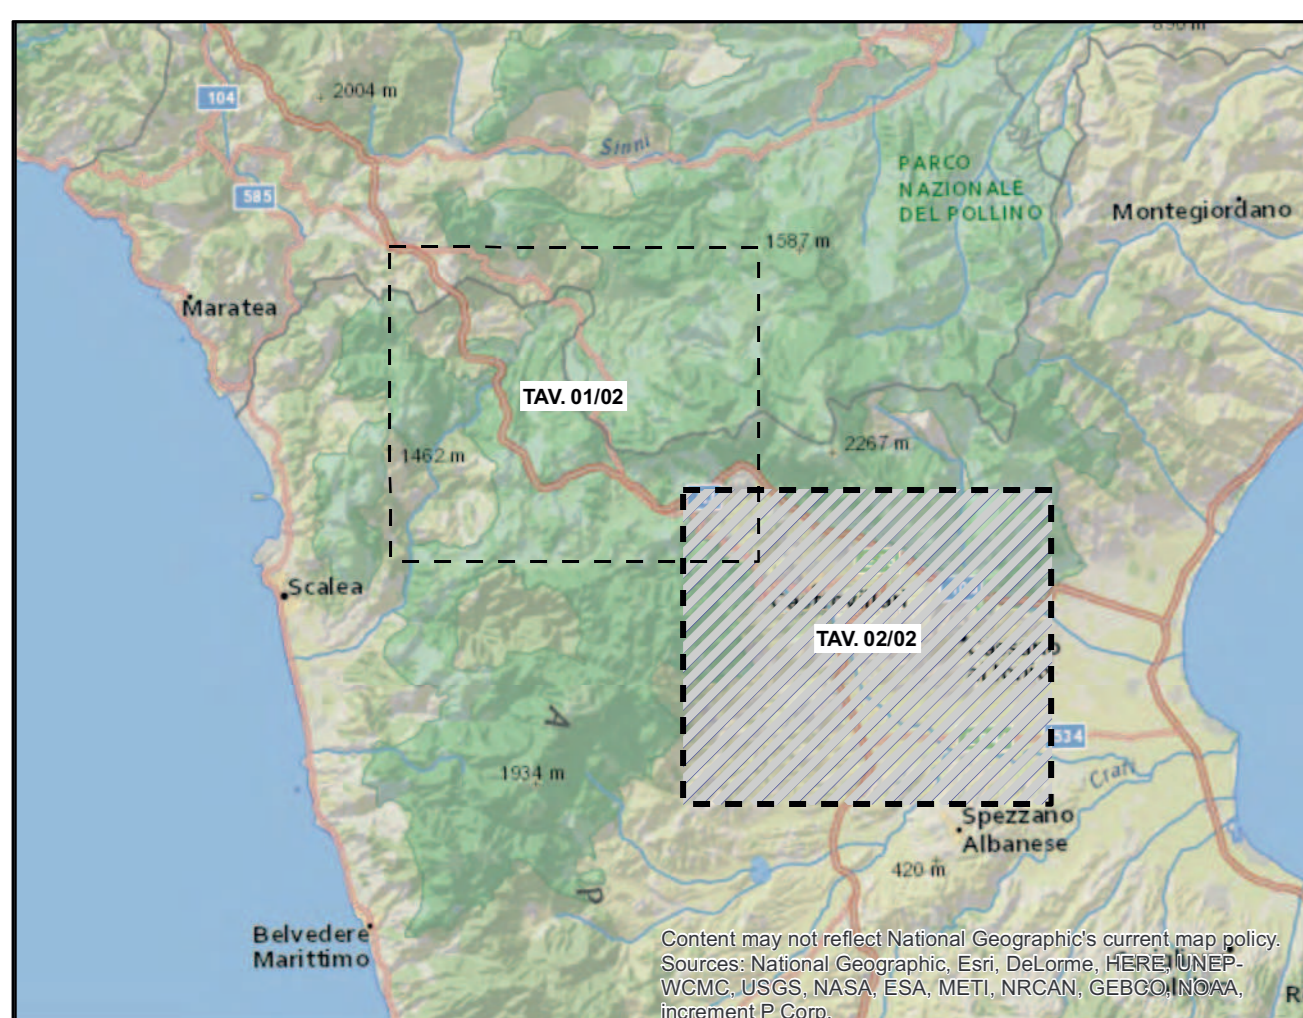 890 m
104
2004 m
Sinni
PARCO
NAZIONALE
DEL POLLINO
585
Montegiordano
1587 m
Maratea
TAV. 01/02
2267 m
1462 m
Scalea
TAV. 02/02
A
534
1934 m
Crati
Spezzano
Albanese
420 m
P
Belvedere
Marittimo
Content may not reflect National Geographic's current map policy.
Sources: National Geographic, Esri, DeLorme, HERE, UNEP-
WCMC, USGS, NASA, ESA, METI, NRCAN, GEBCO, NOAA,
increment P Corp.
R